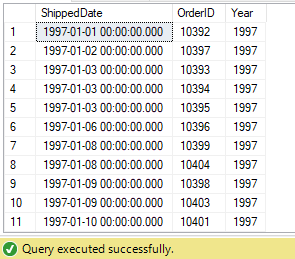 ShippedDate OrderID Year
1 1997-01-01 00:00:00.000 10392 1997
2 1997-01-02 00:00:00.000 10397 1997
3 1997-01-03 00:00:00.000 10393 1997
4 1997-01-03 00:00:00.000 10394 1997
5 1997-01-03 00:00:00.000 10395 1997
6 1997-01-06 00:00:00.000 10396 1997
7 1997-01-08 00:00:00.000 10399 1997
8 1997-01-08 00:00:00.000 10404 1997
9 1997-01-09 00:00:00.000 10398 1997
10 1997-01-09 00:00:00.000 10403 1997
11 1997-01-10 00:00:00.000 10401 1997
Query executed successfully.